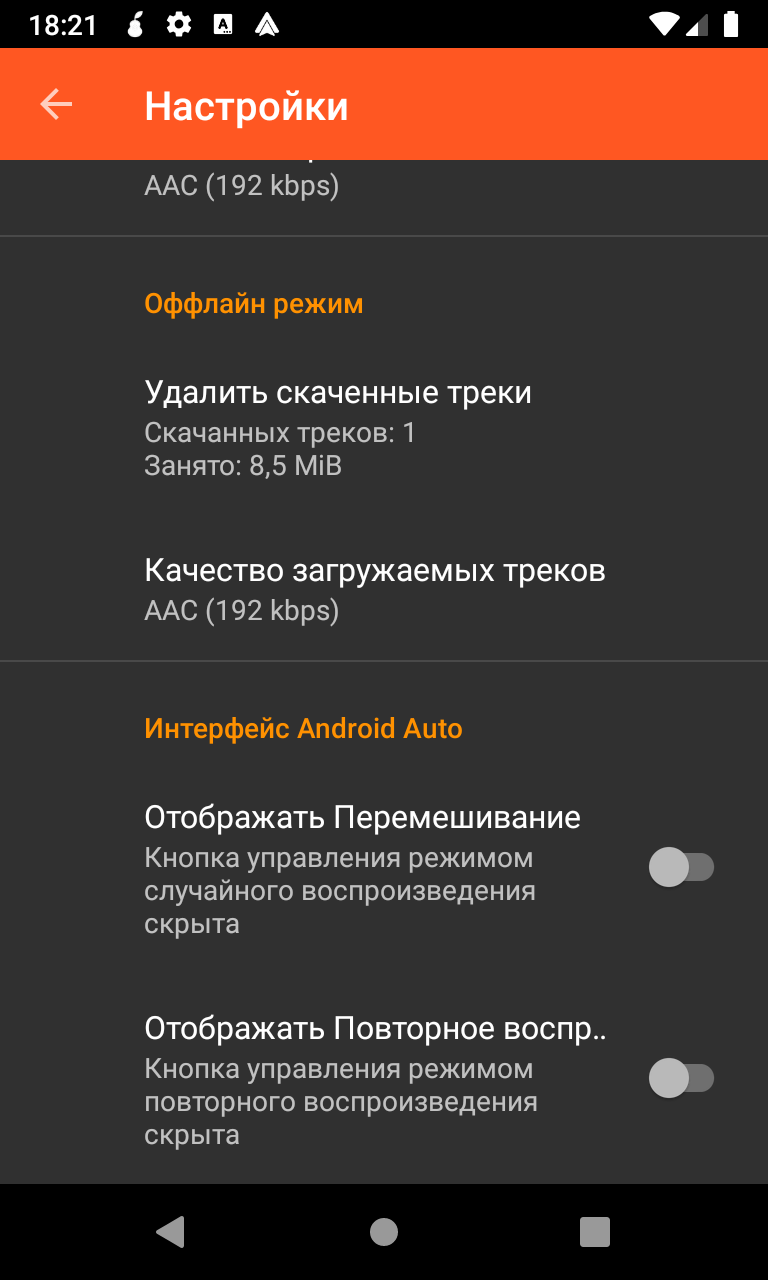 18:21
Настройки
AAC (192 kbps)
Оффлайн режим
Удалить скаченные треки
Скачанных треков: 1
Занято: 8,5 MiB
Качество загружаемых треков
AAC (192 kbps)
Интерфейс Android Auto
Отображать Перемешивание
Кнопка управления режимом
случайного воспроизведения
скрыта
Отображать Повторное воспр..
Кнопка управления режимом
повторного воспроизведения
скрыта